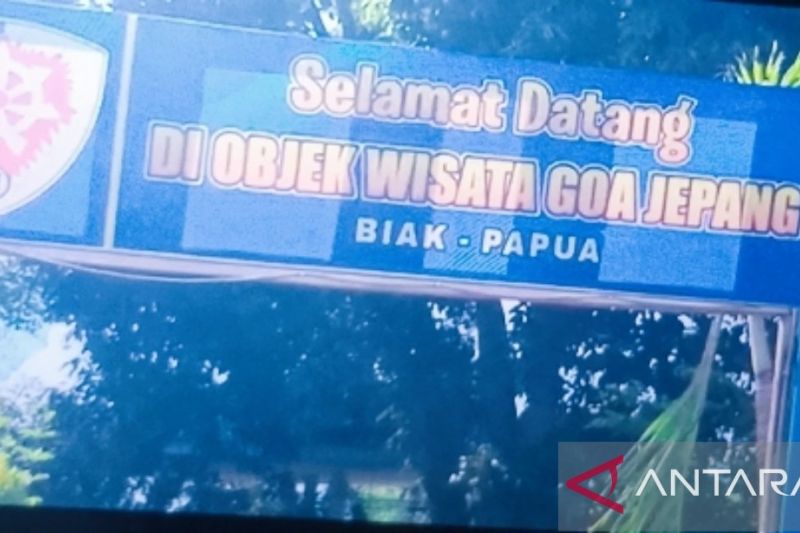 Selamat Datang
DI OBJEK WISATA GOA JEPANG
BIAK - PAPUA
ANTARA